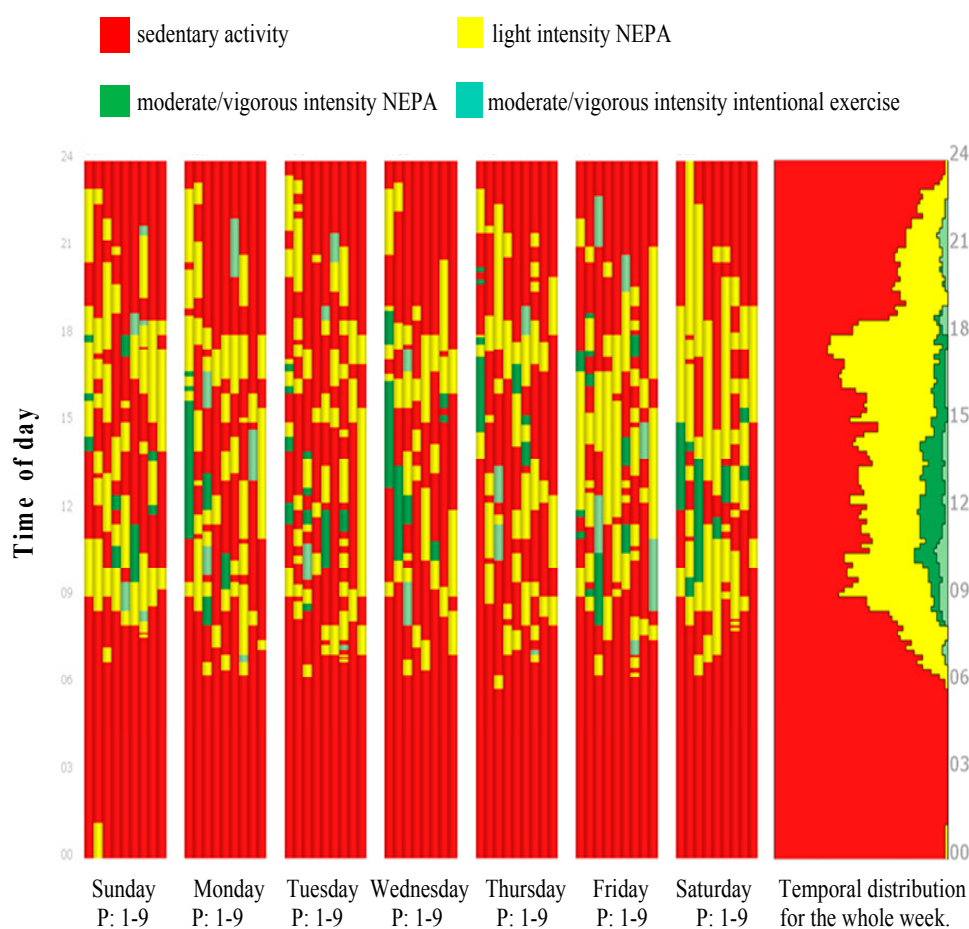 sedentary activity
light intensity NEPA
moderate/vigorous intensity NEPA
moderate/vigorous intensity intentional exercise
24
21
18
15
12
09
06
03
00
Time of day
24
21
18
15
12
09
06
03
00
Sunday
P: 1-9
Monday
P: 1-9
Tuesday
P: 1-9
Wednesday
P: 1-9
Thursday
P: 1-9
Friday
P: 1-9
Saturday
P: 1-9
Temporal distribution
for the whole week.